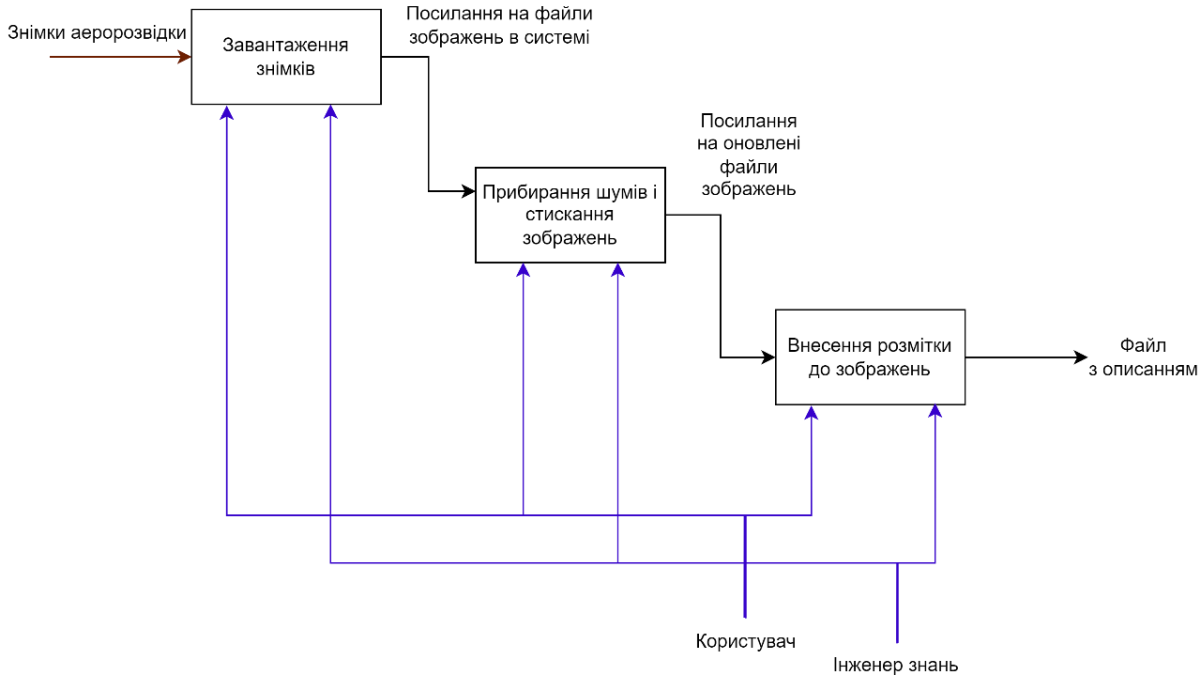 Знімки аеророзвідки
Завантаження
знімків
Посилання на файли
зображень в системі
Прибирання шумів і
стискання
зображень
Посилання
на оновлені
файли
зображень
Внесення розмітки
до зображень
Файл
з описанням
Користувач
Інженер знань